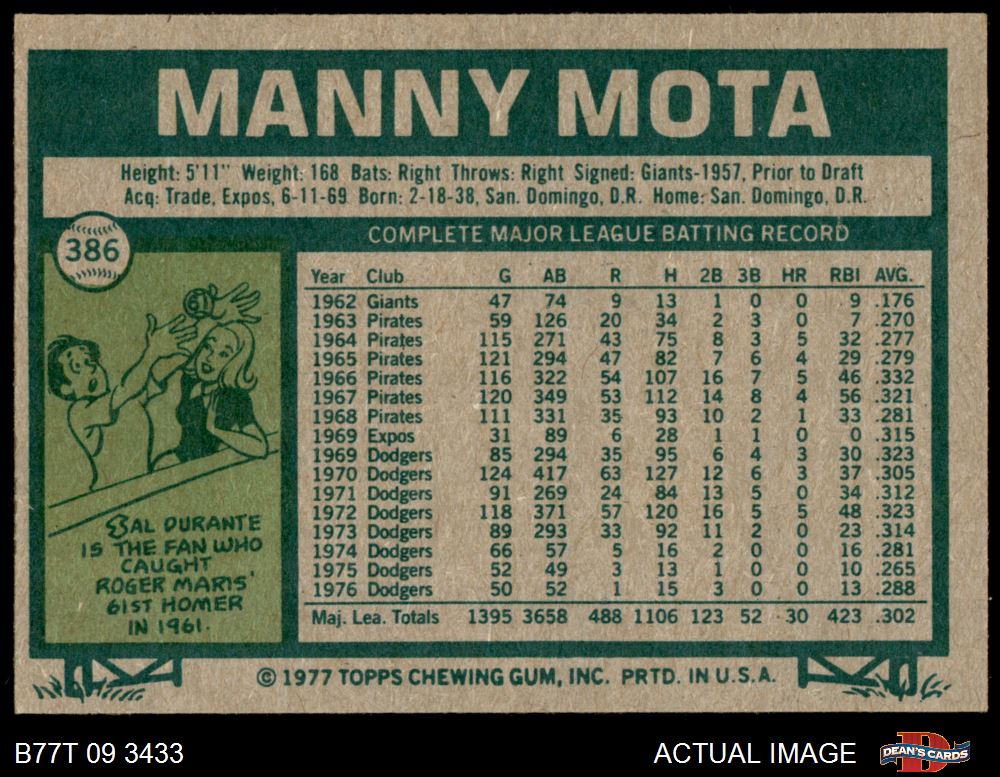 MANNY MOTA
Height: 5'11" Weight: 168 Bats: Right Throws: Right Signed: Giants-1957, Prior to Draft
Acq: Trade, Expos, 6-11-69 Born: 2-18-38, San. Domingo, D.R. Home: San. Domingo, D.R.
386
COMPLETE MAJOR LEAGUE BATTING RECORD
Year Club G AB R H 2B 3B HR RBI AVG.
1962 Giants 47 74 9 13 1 0 0 9 .176
1963 Pirates 59 126 20 34 2 3 0 7 .270
1964 Pirates 115 271 43 75 8 3 5 32 .277
1965 Pirates 121 294 47 82 7 6 4 29 .279
1966 Pirates 116 322 54 107 16 7 5 46 .332
1967 Pirates 120 349 53 112 14 8 4 56 .321
1968 Pirates 111 331 35 93 10 2 1 33 .281
1969 Expos 31 89 6 28 1 1 0 0 .315
1969 Dodgers 85 294 35 95 6 4 3 30 .323
1970 Dodgers 124 417 63 127 12 6 3 37 .305
1971 Dodgers 91 269 24 84 13 5 0 34 .312
1972 Dodgers 118 371 57 120 16 5 5 48 .323
1973 Dodgers 89 293 33 92 11 2 0 23 .314
1974 Dodgers 66 57 5 16 2 0 0 16 .281
1975 Dodgers 52 49 3 13 1 0 0 10 .265
1976 Dodgers 50 52 1 15 3 0 0 13 .288
Maj. Lea. Totals 1395 3658 488 1106 123 52 30 423 .302
61
SAL DURANTE
IS THE FAN WHO
CAUGHT
ROGER MARIS'
61ST HOMER
IN 1961.
© 1977 TOPPS CHEWING GUM, INC. PRTD. IN U.S.A.
B77T 09 3433
ACTUAL IMAGE
DEAN'S CARDS